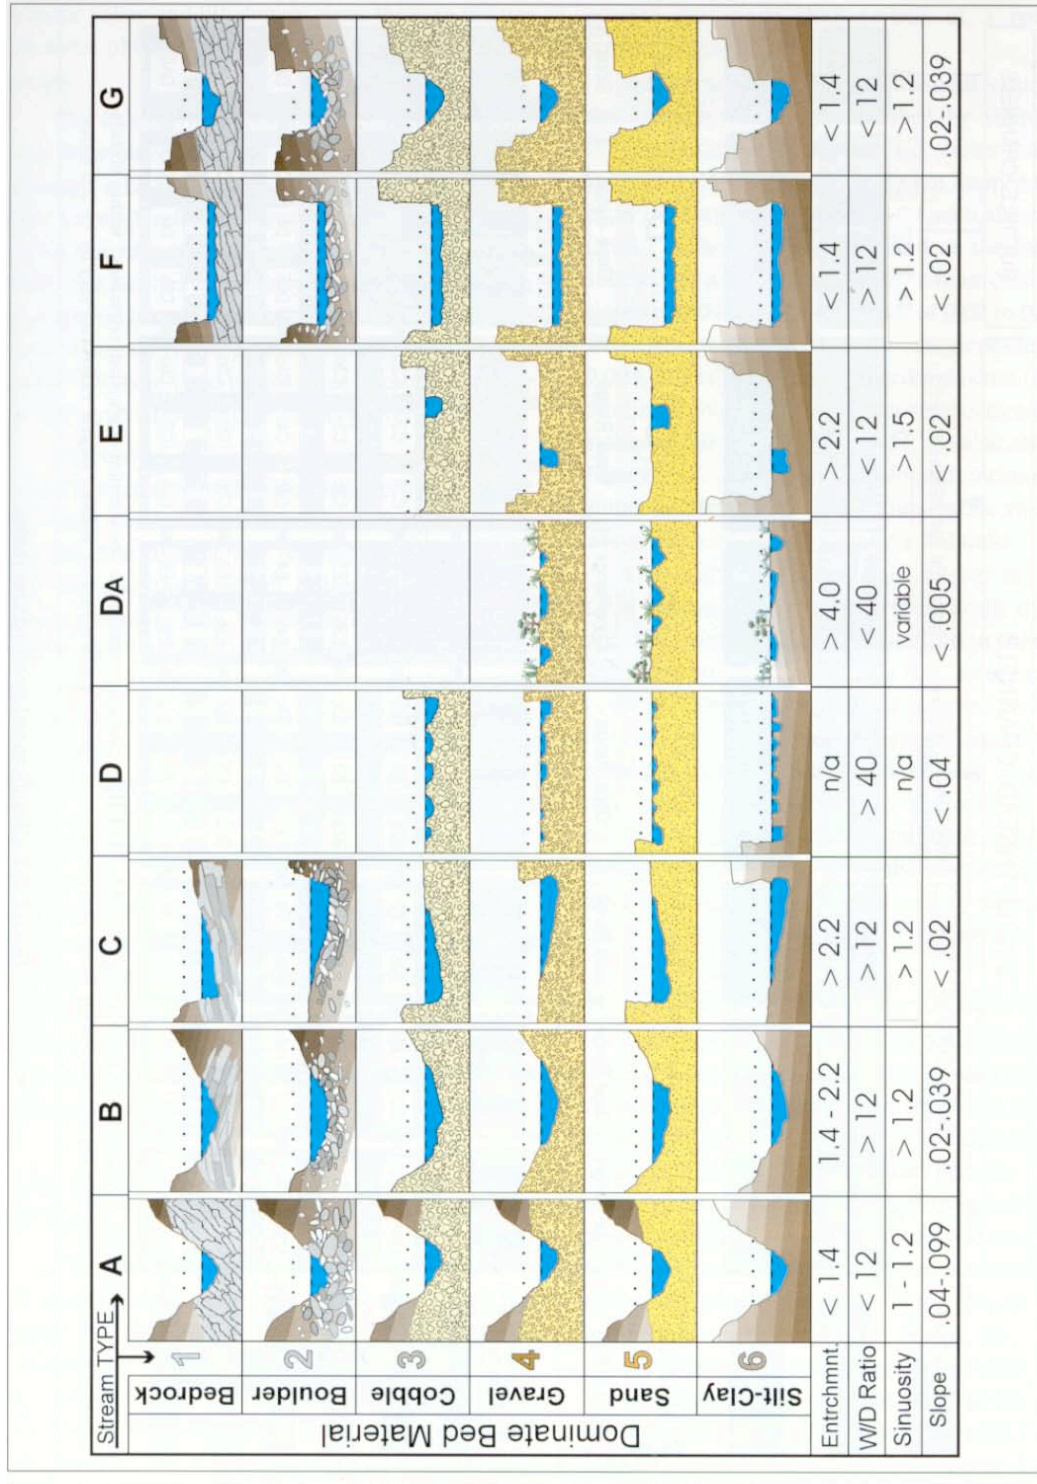 Stream TYPE A B C D DA E F G
Dominate Bed Material
Bedrock 1
Boulder 2
Cobble 3
Gravel 4
Sand 5
Silt-Clay 6
Entrchmnt. < 1.4 1.4 - 2.2 > 2.2 n/a > 4.0 > 2.2 < 1.4 < 1.4
W/D Ratio < 12 > 12 > 12 > 40 < 40 < 12 > 12 < 12
Sinuosity 1 - 1.2 > 1.2 > 1.2 n/a variable > 1.5 > 1.2 > 1.2
Slope .04-.099 .02-.039 < .02 < .04 < .005 < .02 < .02 .02-.039